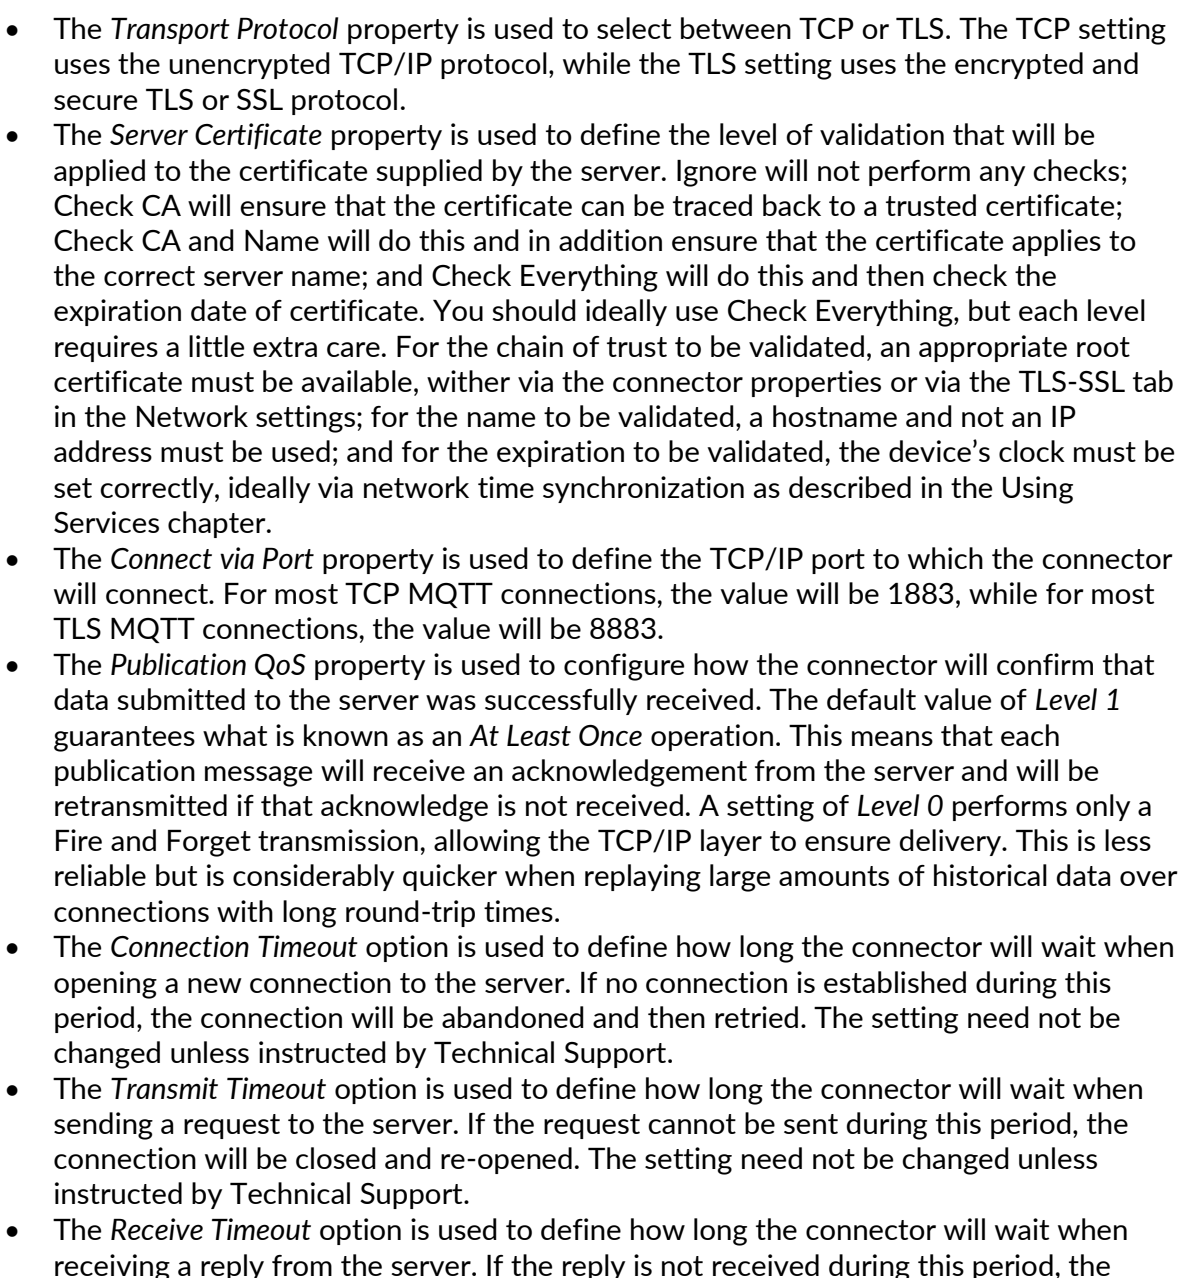 • The Transport Protocol property is used to select between TCP or TLS. The TCP setting
uses the unencrypted TCP/IP protocol, while the TLS setting uses the encrypted and
secure TLS or SSL protocol.
• The Server Certificate property is used to define the level of validation that will be
applied to the certificate supplied by the server. Ignore will not perform any checks;
Check CA will ensure that the certificate can be traced back to a trusted certificate;
Check CA and Name will do this and in addition ensure that the certificate applies to
the correct server name; and Check Everything will do this and then check the
expiration date of certificate. You should ideally use Check Everything, but each level
requires a little extra care. For the chain of trust to be validated, an appropriate root
certificate must be available, wither via the connector properties or via the TLS-SSL tab
in the Network settings; for the name to be validated, a hostname and not an IP
address must be used; and for the expiration to be validated, the device’s clock must be
set correctly, ideally via network time synchronization as described in the Using
Services chapter.
• The Connect via Port property is used to define the TCP/IP port to which the connector
will connect. For most TCP MQTT connections, the value will be 1883, while for most
TLS MQTT connections, the value will be 8883.
• The Publication QoS property is used to configure how the connector will confirm that
data submitted to the server was successfully received. The default value of Level 1
guarantees what is known as an At Least Once operation. This means that each
publication message will receive an acknowledgement from the server and will be
retransmitted if that acknowledge is not received. A setting of Level 0 performs only a
Fire and Forget transmission, allowing the TCP/IP layer to ensure delivery. This is less
reliable but is considerably quicker when replaying large amounts of historical data over
connections with long round-trip times.
• The Connection Timeout option is used to define how long the connector will wait when
opening a new connection to the server. If no connection is established during this
period, the connection will be abandoned and then retried. The setting need not be
changed unless instructed by Technical Support.
• The Transmit Timeout option is used to define how long the connector will wait when
sending a request to the server. If the request cannot be sent during this period, the
connection will be closed and re-opened. The setting need not be changed unless
instructed by Technical Support.
• The Receive Timeout option is used to define how long the connector will wait when
receiving a reply from the server. If the reply is not received during this period, the